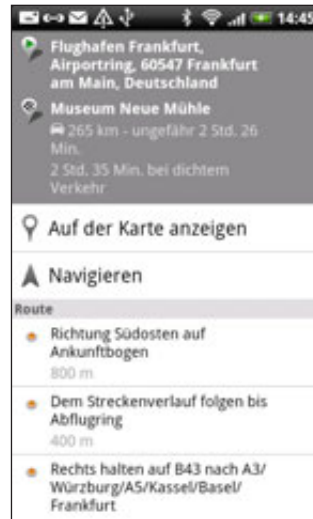 14:45
Flughafen Frankfurt,
Airportring, 60547 Frankfurt
am Main, Deutschland
Museum Neue Mühle
265 km - ungefähr 2 Std. 26
Min.
2 Std. 35 Min. bei dichtem
Verkehr
Auf der Karte anzeigen
Navigieren
Route
Richtung Südosten auf
Ankunftbogen
800 m
Dem Streckenverlauf folgen bis
Abflugring
400 m
Rechts halten auf B43 nach A3/
Würzburg/A5/Kassel/Basel/
Frankfurt